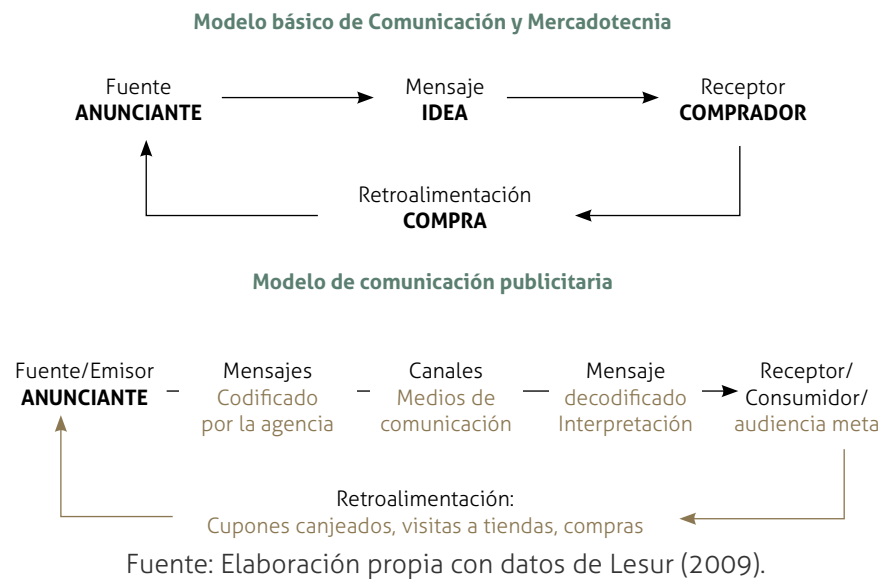 Modelo básico de Comunicación y Mercadotecnia
Fuente
ANUNCIANTE
Mensaje
IDEA
Receptor
COMPRADOR
Retroalimentación
COMPRA
Modelo de comunicación publicitaria
Fuente/Emisor
ANUNCIANTE
Mensajes
Codificado
por la agencia
Canales
Medios de
comunicación
Mensaje
decodificado
Interpretación
Receptor/
Consumidor/
audiencia meta
Retroalimentación:
Cupones canjeados, visitas a tiendas, compras
Fuente: Elaboración propia con datos de Lesur (2009).